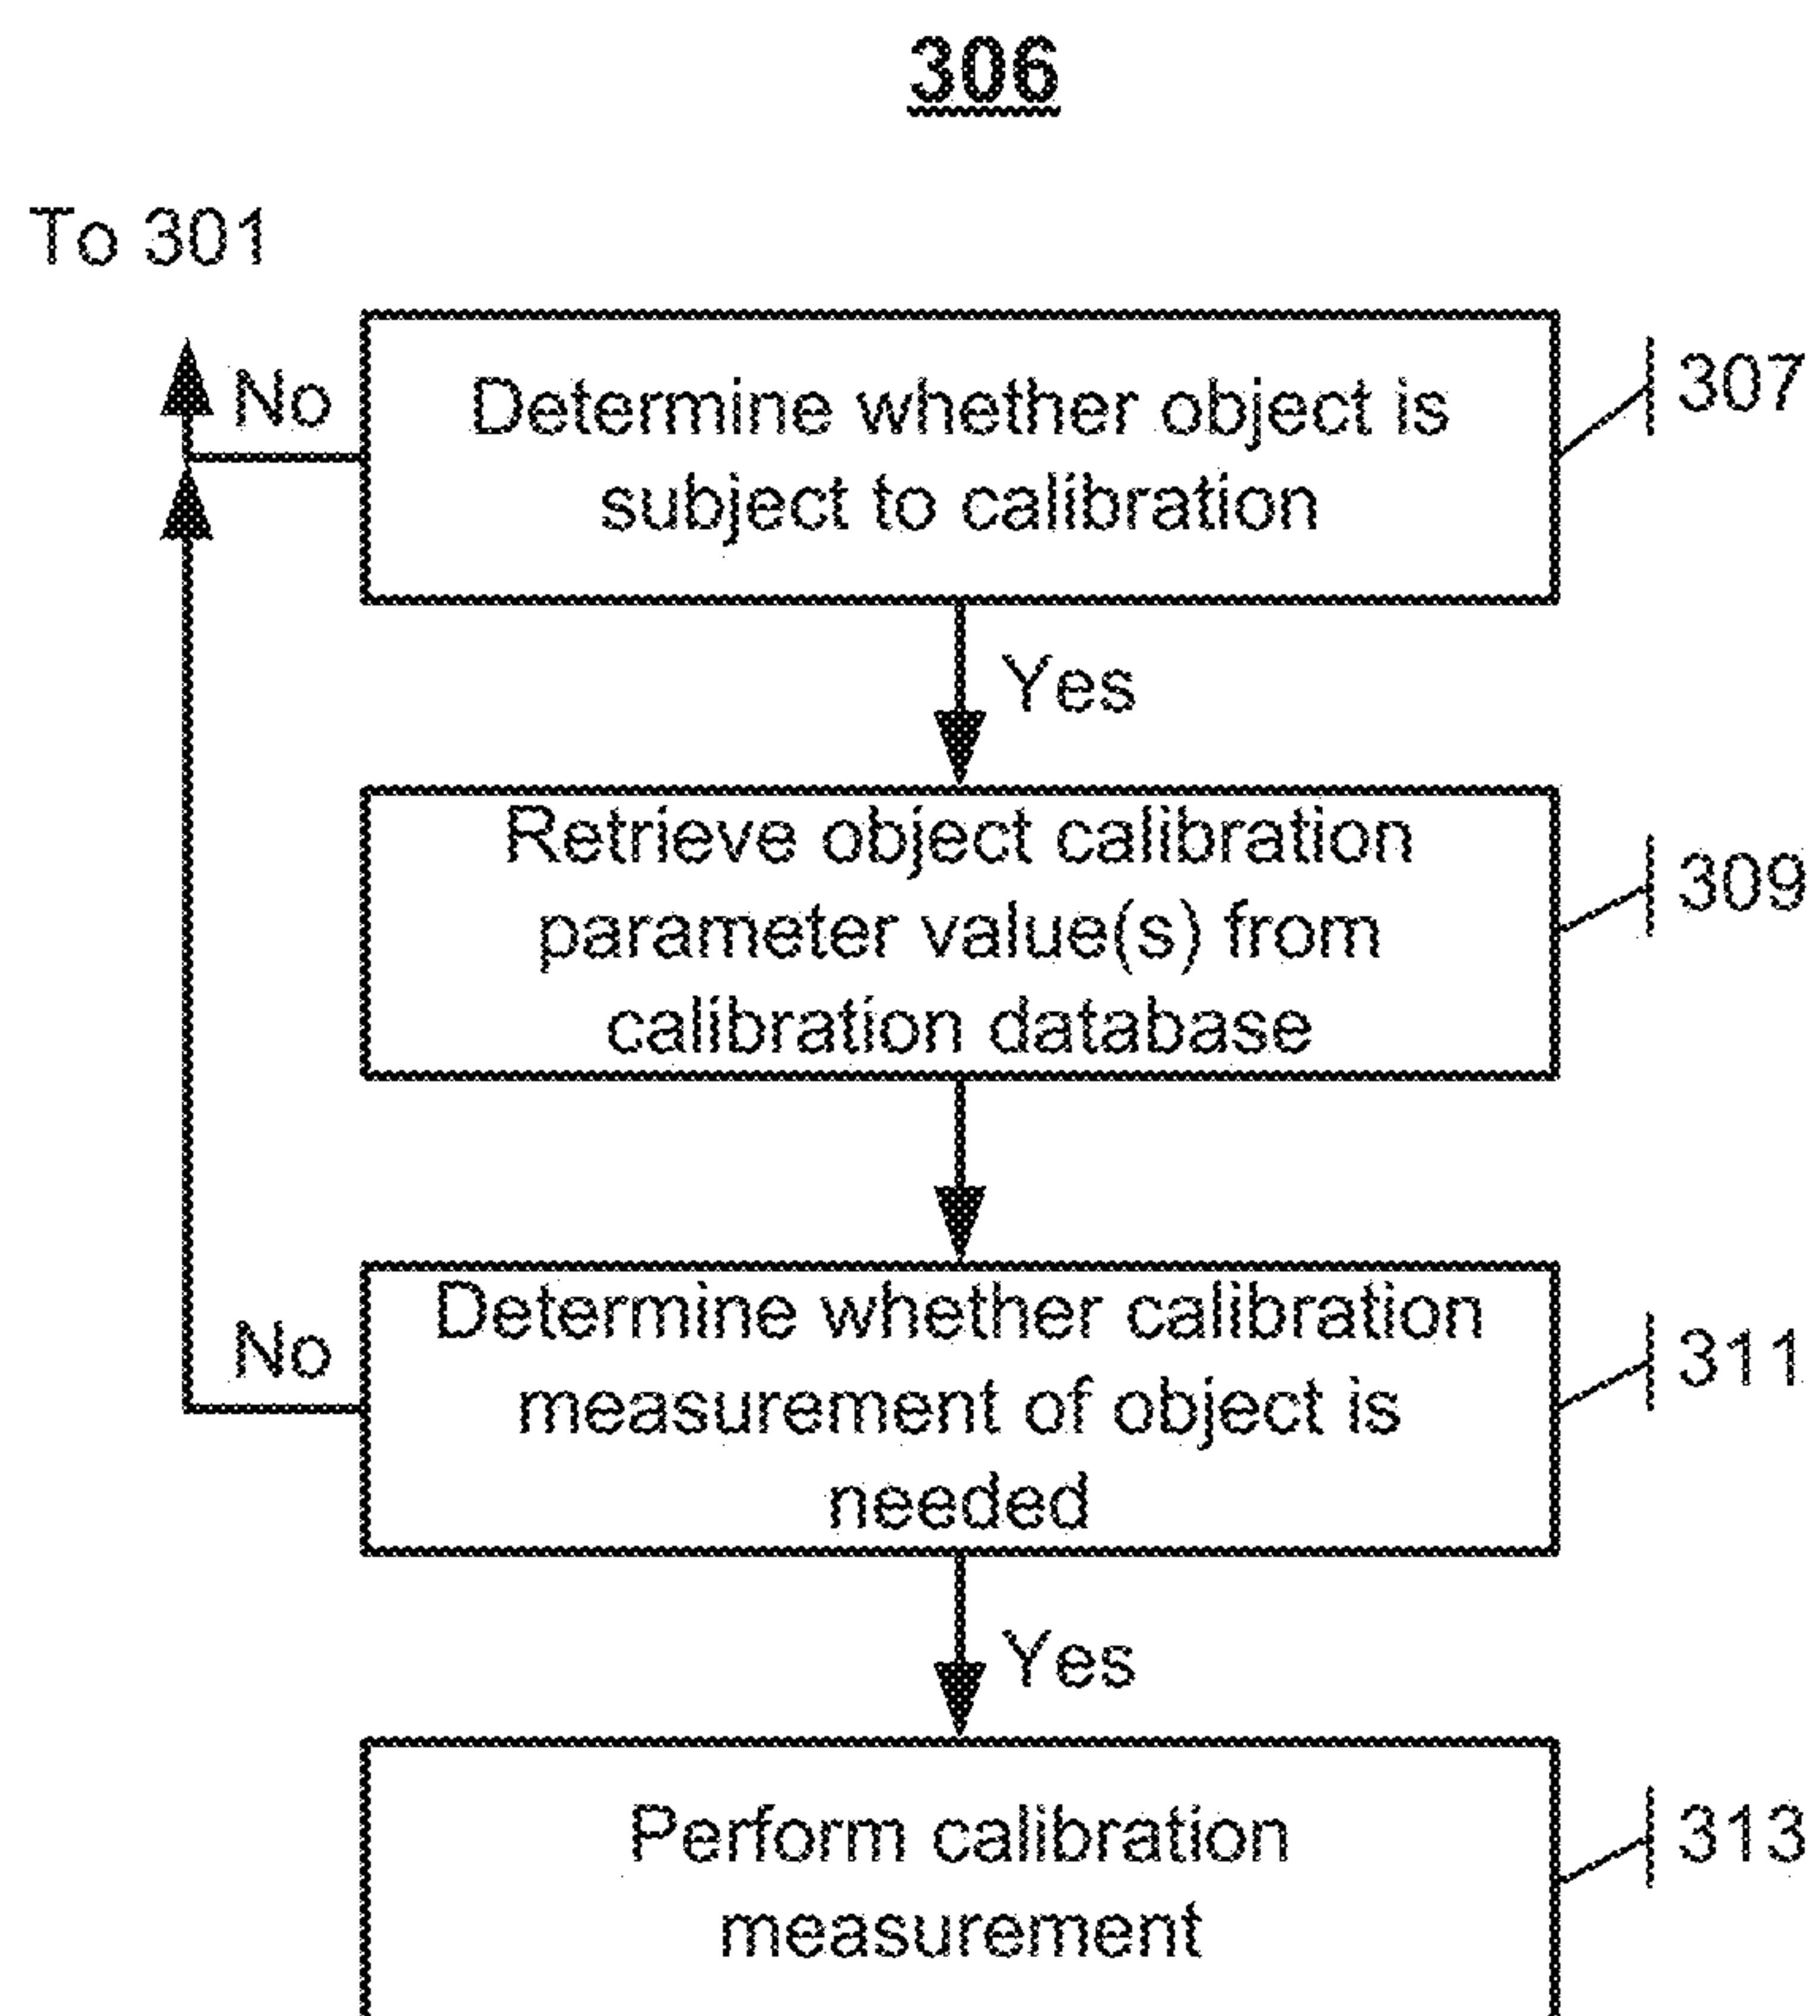 306
To 301
No
Determine whether object is
subject to calibration
307
Yes
Retrieve object calibration
parameter value(s) from
calibration database
309
No
Determine whether calibration
measurement of object is
needed
311
Yes
Perform calibration
measurement
313